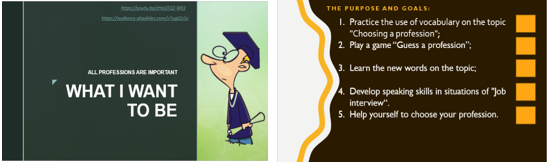 ALL PROFESSIONS ARE IMPORTANT
WHAT I WANT
TO BE
THE PURPOSE AND GOALS:
1. Practice the use of vocabulary on the topic
"Choosing a profession";
2. Play a game "Guess a profession";
3. Learn the new words on the topic;
4. Develop speaking skills in situations of "Job
interview".
5. Help yourself to choose your profession.